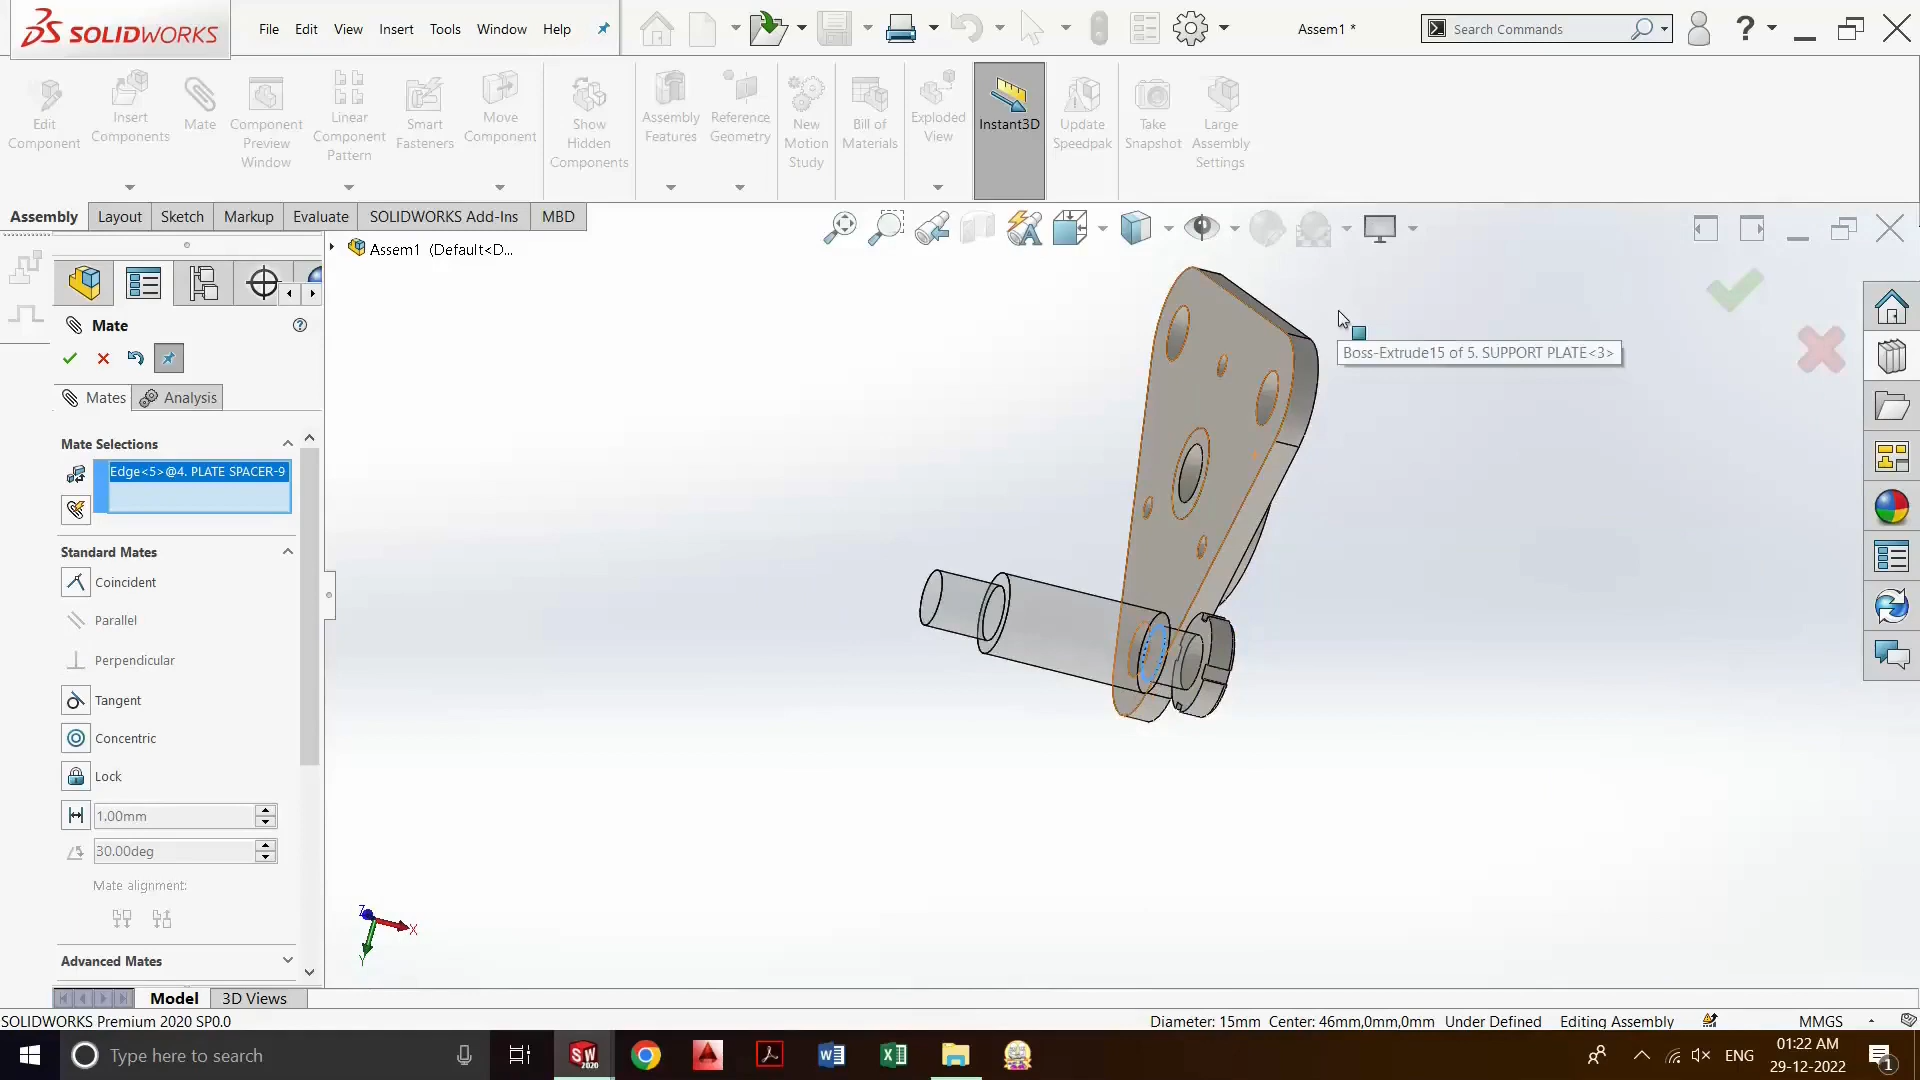 SOLIDWORKS
File Edit View Insert Tools Window Help
Assem1 *
Search Commands
Edit Component
Insert Components
Mate
Component Preview Window
Linear Component Pattern
Smart Fasteners
Move Component
Show Hidden Components
Assembly Features
Reference Geometry
New Motion Study
Bill of Materials
Exploded View
Instant3D
Update Speedpak
Take Snapshot
Large Assembly Settings
Assembly Layout Sketch Markup Evaluate SOLIDWORKS Add-Ins MBD
Assem1 (Default<D...
Mate
Mates Analysis
Boss-Extrude15 of 5. SUPPORT PLATE<3>
Mate Selections
Edge<5>@4. PLATE SPACER-9
Standard Mates
Coincident
Parallel
Perpendicular
Tangent
Concentric
Lock
1.00mm
30.00deg
Mate alignment:
Advanced Mates
Z
X
Y
Model 3D Views
SOLIDWORKS Premium 2020 SP0.0
Diameter: 15mm Center: 46mm,0mm,0mm Under Defined Editing Assembly MMGS
Type here to search
ENG
01:22 AM
29-12-2022
1